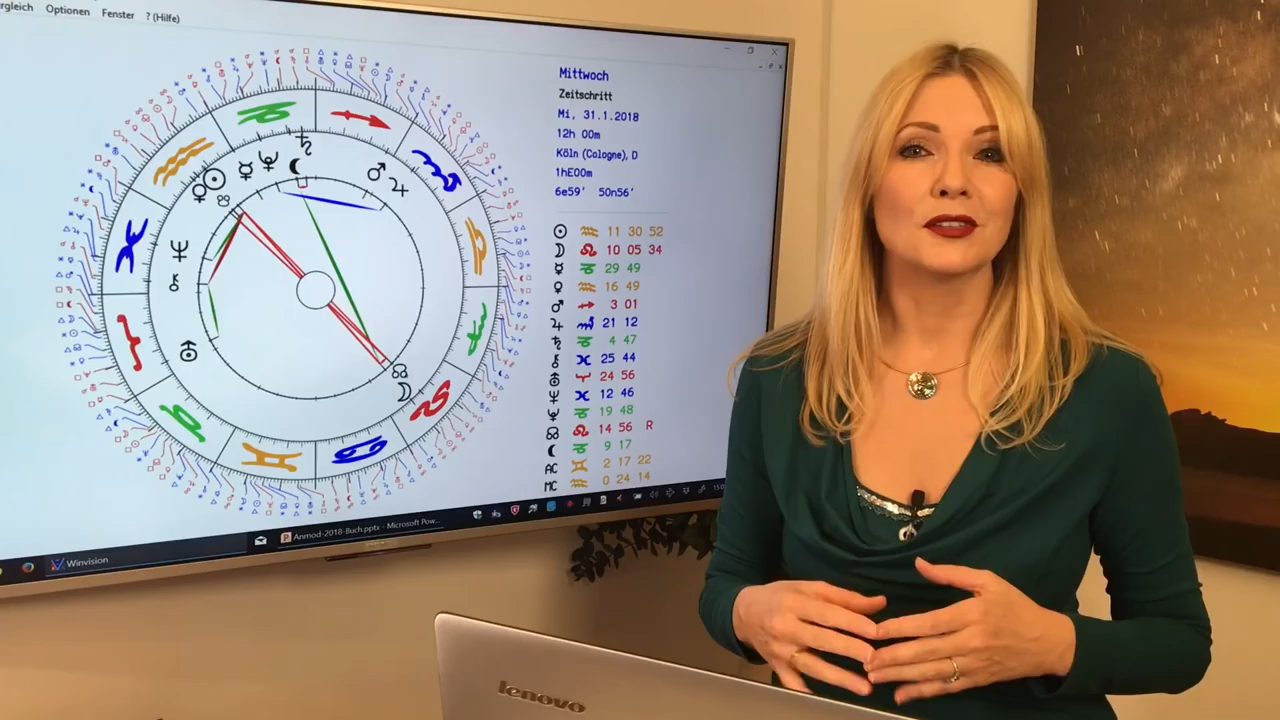 rgleich Optionen Fenster ? (Hilfe)
Mittwoch
Zeitschritt
Mi, 31.1.2018
12h 00m
Köln (Cologne), D
1hE00m
6e59' 50n56'
☉ ♒ 11 30 52
☽ ♌ 10 05 34
☿ ♑ 29 49
♀ ♒ 16 49
♂ ♐ 3 01
♃ ♏ 21 12
♄ ♑ 4 47
⚷ ♓ 25 44
⛢ ♈ 24 56
♆ ♓ 12 46
♇ ♑ 19 48
☊ ♌ 14 56 R
⚸ ♑ 9 17
AC ♊ 2 17 22
MC ♒ 0 24 14
Anmod-2018-Buch.pptx - Microsoft Pow...
Winvision
lenovo